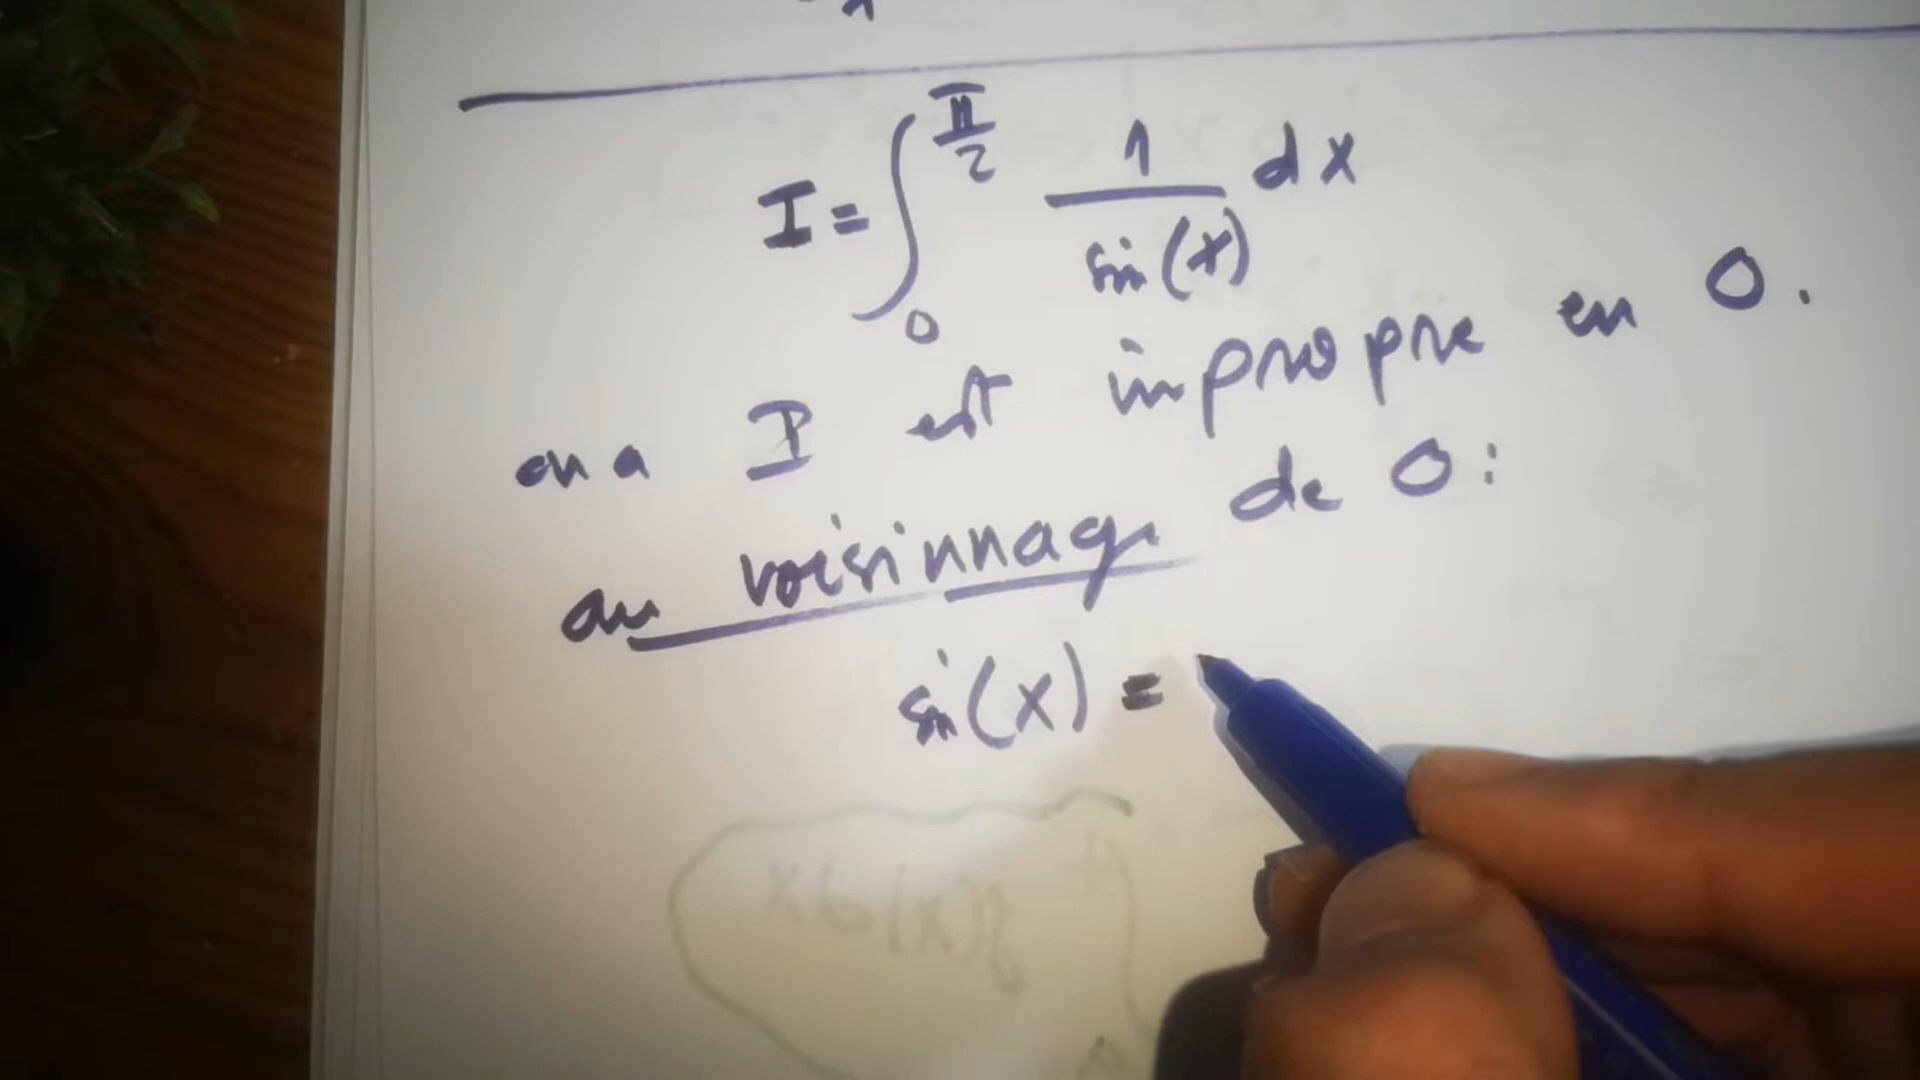 I = ∫₀^{π/2} 1/sin(x) dx
on a I est impropre en 0.
au voisinnage de 0:
sin(x) =